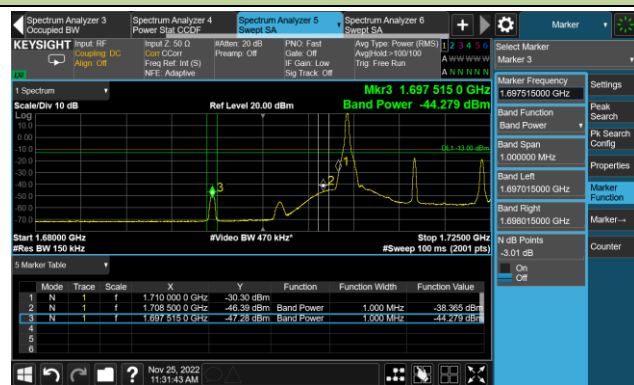 Spectrum Analyzer 3
Occupied BW
Spectrum Analyzer 4
Power Stat CCDF
Spectrum Analyzer 5
Swept SA
Spectrum Analyzer 6
Swept SA
+
Marker
KEYSIGHT
Input: RF
Coupling: DC
Align: Off
Input Z: 50 Ω
Corr CCorr
Freq Ref: Int (S)
NFE: Adaptive
#Atten: 20 dB
Preamp: Off
PNO: Fast
Gate: Off
IF Gain: Low
Sig Track: Off
Avg Type: Power (RMS)
Avg|Hold:>100/100
Trig: Free Run
1 2 3 4 5 6
A W W W W W
A N N N N N
Select Marker
Marker 3
1 Spectrum
Scale/Div 10 dB
Ref Level 20.00 dBm
Mkr3 1.697 515 0 GHz
Band Power -44.279 dBm
Log
10.0
0.00
-10.0
-20.0
-30.0
-40.0
-50.0
-60.0
-70.0
DL1 -13.00 dBm
1
2
3
Start 1.68000 GHz
#Res BW 150 kHz
#Video BW 470 kHz*
Stop 1.72500 GHz
#Sweep 100 ms (2001 pts)
5 Marker Table
Mode Trace Scale X Y Function Function Width Function Value
1 N 1 f 1.710 000 0 GHz -30.30 dBm
2 N 1 f 1.708 500 0 GHz -46.39 dBm Band Power 1.000 MHz -38.365 dBm
3 N 1 f 1.697 515 0 GHz -47.28 dBm Band Power 1.000 MHz -44.279 dBm
4
5
6
Marker Frequency
1.697515000 GHz
Band Function
Band Power
Band Span
1.000000 MHz
Band Left
1.697015000 GHz
Band Right
1.698015000 GHz
N dB Points
-3.01 dB
On
Off
Settings
Peak
Search
Pk Search
Config
Properties
Marker
Function
Marker→
Counter
?
Nov 25, 2022
11:31:43 AM